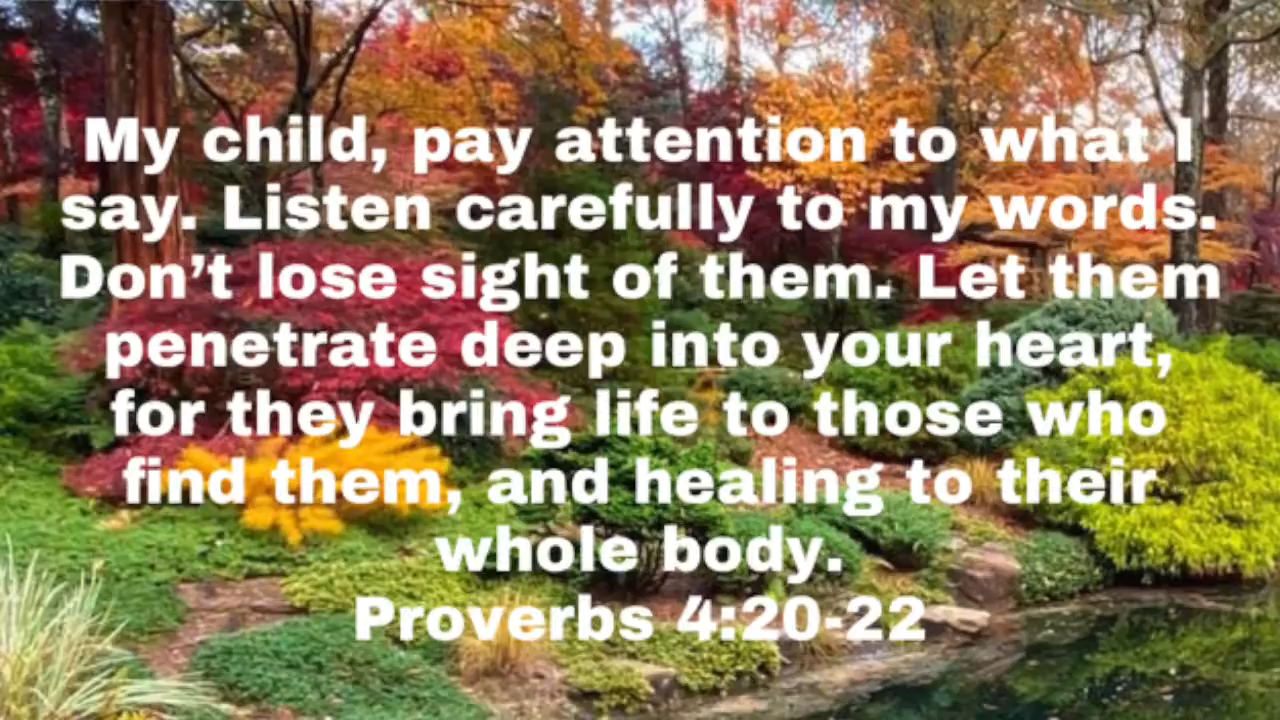 My child, pay attention to what I
say. Listen carefully to my words.
Don’t lose sight of them. Let them
penetrate deep into your heart,
for they bring life to those who
find them, and healing to their
whole body.
Proverbs 4:20-22